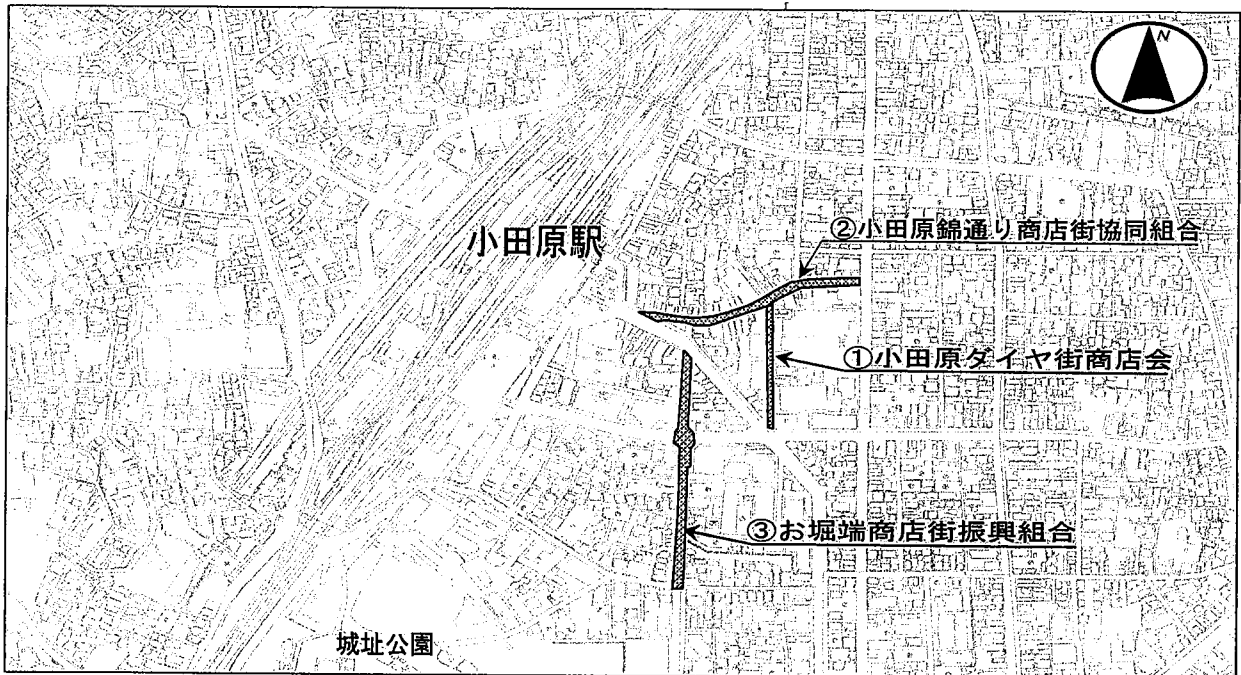 N
小田原駅
②小田原錦通り商店街協同組合
①小田原ダイヤ街商店会
③お堀端商店街振興組合
城址公園